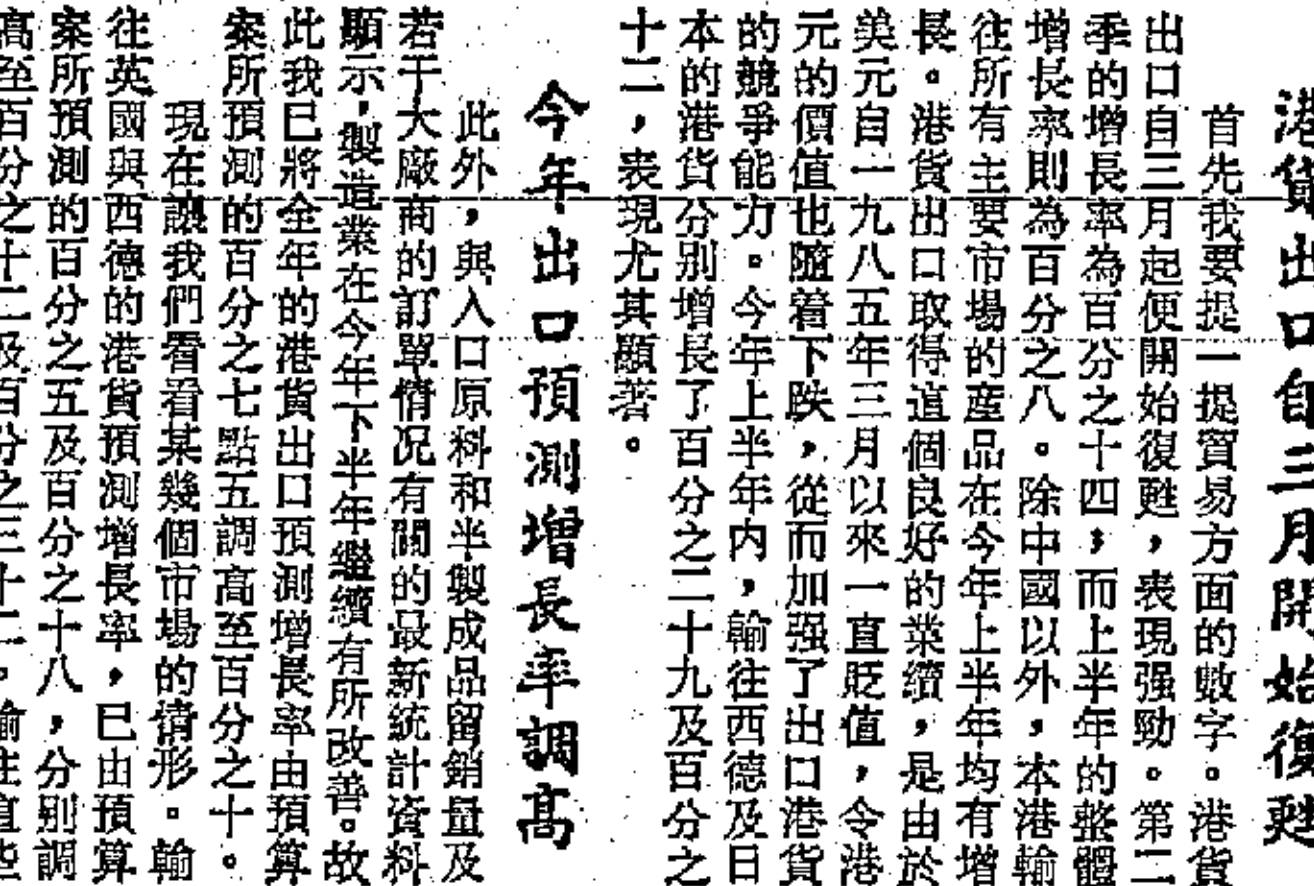 港貨出口自三月開始復甦
首先我要提一提貿易方面的數字。港貨
出口自三月起便開始復甦，表現强勁。第二
季的增長率為百分之十四；而上半年的整體
增長率則為百分之八。除中國以外，本港輸
往所有主要市場的產品在今年上半年均有增
長。港貨出口取得這個良好的業績，是由於
美元自一九八五年三月以來一直貶值，令港
元的價值也隨着下跌，從而加强了出口港貨
的競爭能力。今年上半年內，輸往西德及日
本的港貨分別增長了百分之二十九及百分之
十二，表現尤其顯著。
今年出口預測增長率調高
此外，與入口原料和半製成品留銷量及
若干大廠商的訂單情況有關的最新統計資料
顯示，製造業在今年下半年繼續有所改善。故
此我已將全年的港貨出口預測增長率由預算
案所預測的百分之七點五調高至百分之十。
現在讓我們看看某幾個市場的情形。輸
往英國與西德的港貨預測增長率，已由預算
案所預測的百分之五及百分之十八，分別調
高至百分之十二及百分之三十二。輸往這些